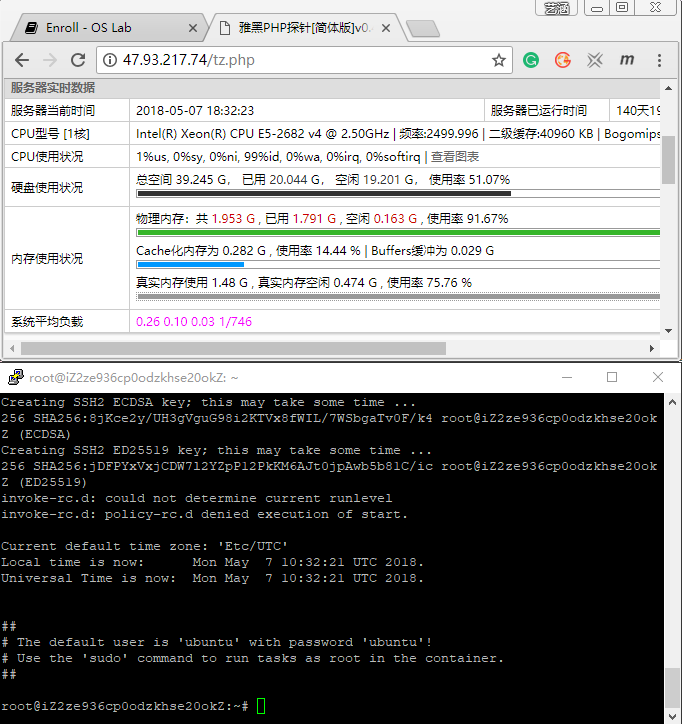 艺涵
Enroll - OS Lab
雅黑PHP探针[简体版]v0.
47.93.217.74/tz.php
服务器实时数据
服务器当前时间 2018-05-07 18:32:23 服务器已运行时间 140天19
CPU型号 [1核] Intel(R) Xeon(R) CPU E5-2682 v4 @ 2.50GHz | 频率:2499.996 | 二级缓存:40960 KB | Bogomips
CPU使用状况 1%us, 0%sy, 0%ni, 99%id, 0%wa, 0%irq, 0%softirq | 查看图表
硬盘使用状况 总空间 39.245 G， 已用 20.044 G， 空闲 19.201 G， 使用率 51.07%
物理内存：共 1.953 G , 已用 1.791 G , 空闲 0.163 G , 使用率 91.67%
内存使用状况 Cache化内存为 0.282 G , 使用率 14.44 % | Buffers缓冲为 0.029 G
真实内存使用 1.48 G , 真实内存空闲 0.474 G , 使用率 75.76 %
系统平均负载 0.26 0.10 0.03 1/746
root@iZ2ze936cp0odzkhse20okZ: ~
Creating SSH2 ECDSA key; this may take some time ...
256 SHA256:8jKce2y/UH3gVguG98i2KTVx8fWIL/7WSbgaTv0F/k4 root@iZ2ze936cp0odzkhse20ok
Z (ECDSA)
Creating SSH2 ED25519 key; this may take some time ...
256 SHA256:jDFPYxVxjCDW7l2YZpP12PkKM6AJt0jpAwb5b81C/ic root@iZ2ze936cp0odzkhse20ok
Z (ED25519)
invoke-rc.d: could not determine current runlevel
invoke-rc.d: policy-rc.d denied execution of start.
Current default time zone: 'Etc/UTC'
Local time is now:      Mon May  7 10:32:21 UTC 2018.
Universal Time is now:  Mon May  7 10:32:21 UTC 2018.
##
# The default user is 'ubuntu' with password 'ubuntu'!
# Use the 'sudo' command to run tasks as root in the container.
##
root@iZ2ze936cp0odzkhse20okZ:~#